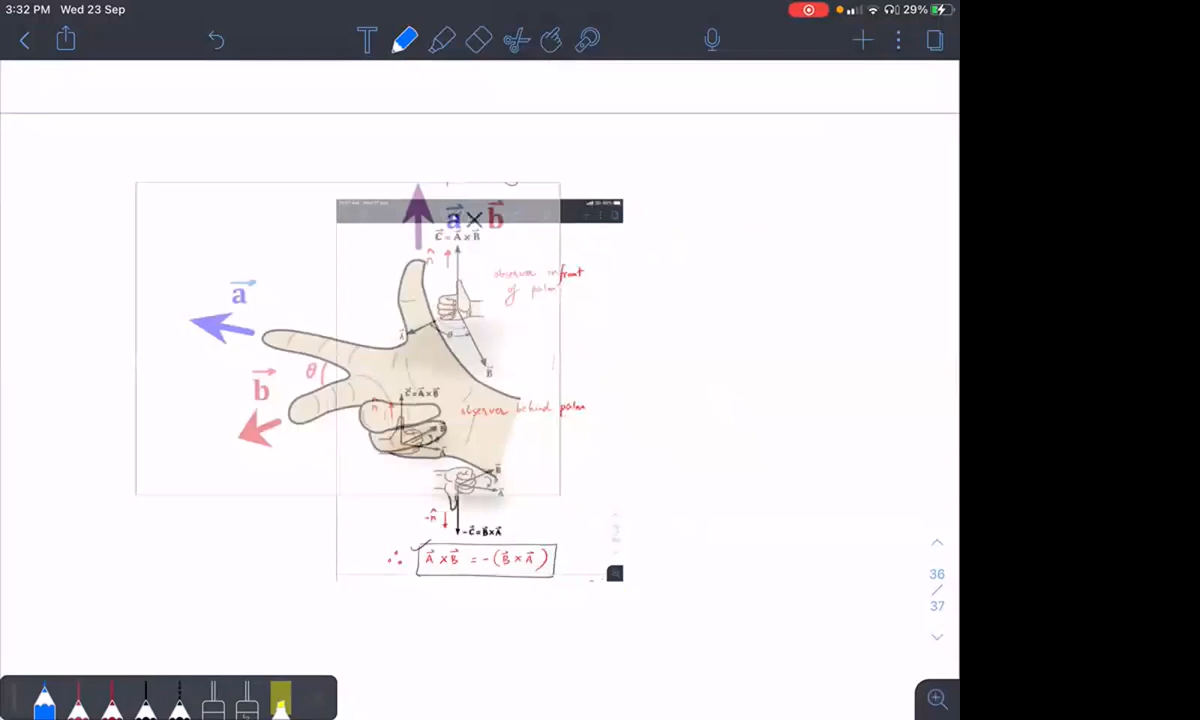 3:32 PM Wed 23 Sep
29%
T
a⃗ × b⃗
C⃗ = A⃗ × B⃗
n̂
observer in front
of palm
a⃗
A⃗
θ
B⃗
θ
b⃗
C⃗ = A⃗ × B⃗
n̂
observer behind palm
B⃗
A⃗
B⃗
A⃗
-n̂
-C⃗ = B⃗ × A⃗
∴ A⃗ × B⃗ = -(B⃗ × A⃗)
36
/
37